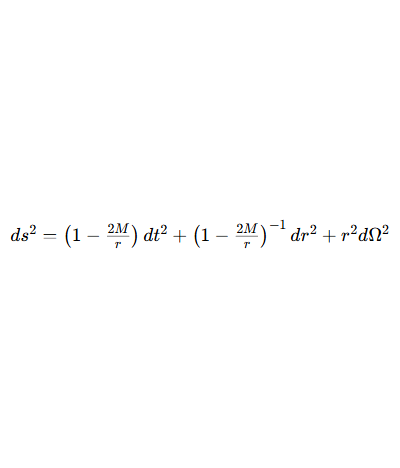 ds² = (1 − 2M/r) dt² + (1 − 2M/r)⁻¹ dr² + r²dΩ²